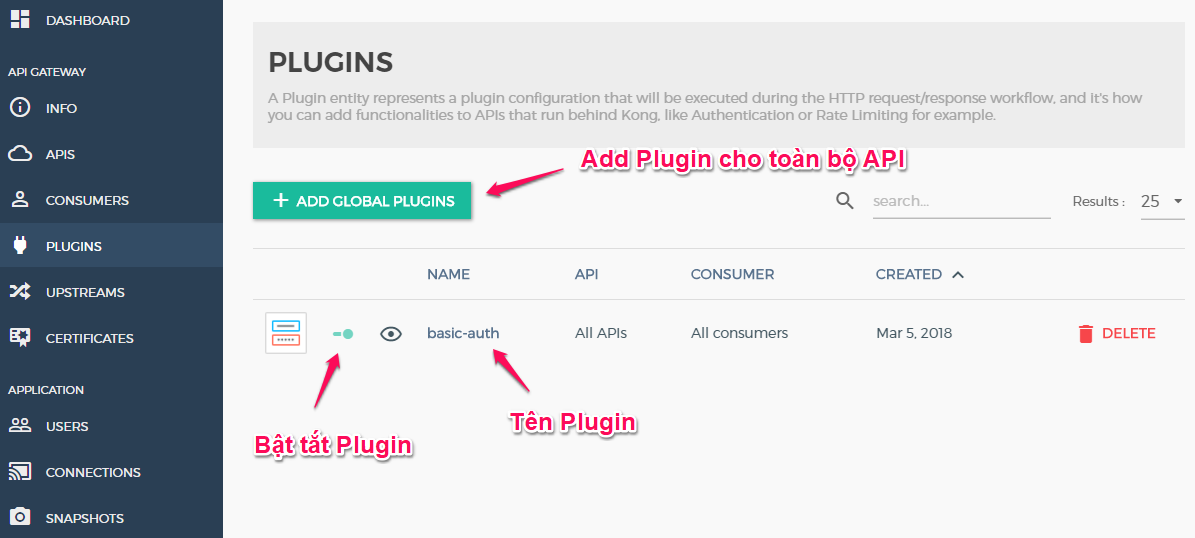 DASHBOARD
API GATEWAY
INFO
APIS
CONSUMERS
PLUGINS
UPSTREAMS
CERTIFICATES
APPLICATION
USERS
CONNECTIONS
SNAPSHOTS
PLUGINS
A Plugin entity represents a plugin configuration that will be executed during the HTTP request/response workflow, and it's how
you can add functionalities to APIs that run behind Kong, like Authentication or Rate Limiting for example.
Add Plugin cho toàn bộ API
+ ADD GLOBAL PLUGINS
search...
Results : 25
NAME API CONSUMER CREATED
basic-auth All APIs All consumers Mar 5, 2018 DELETE
Tên Plugin
Bật tắt Plugin